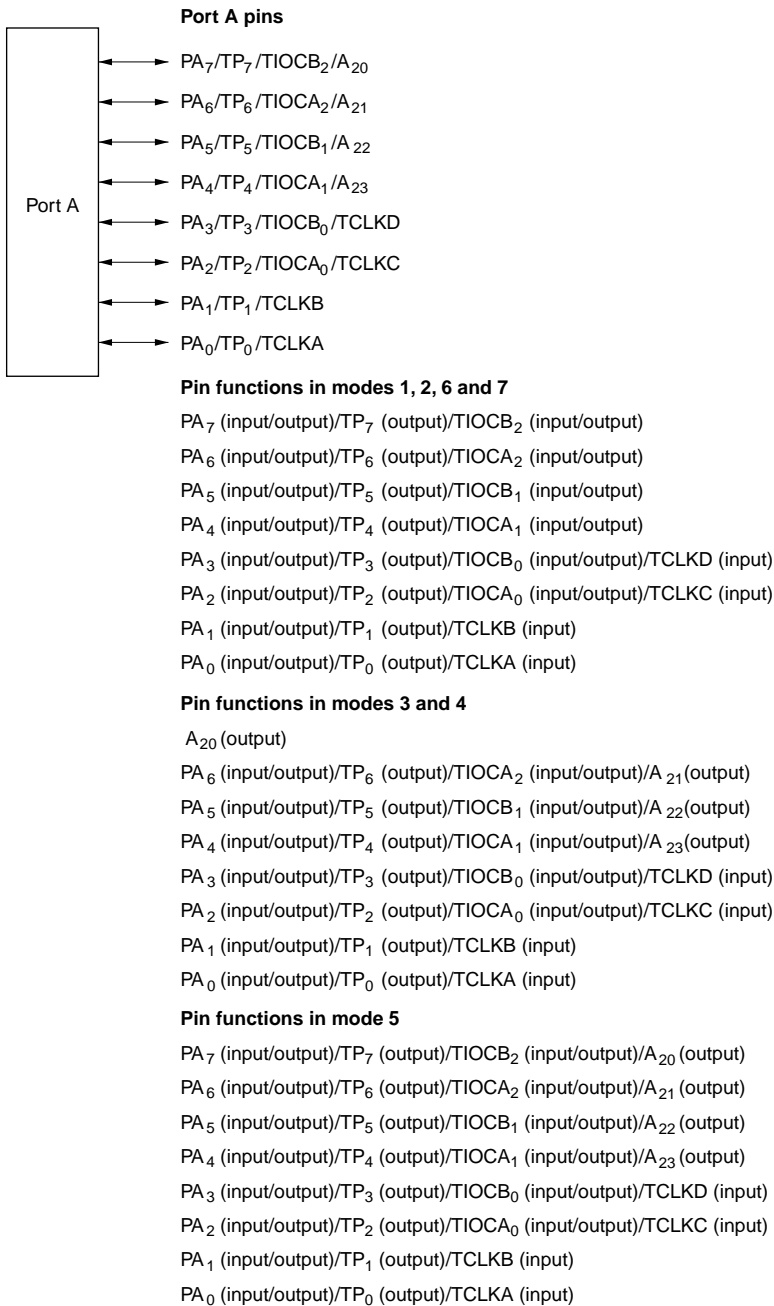 Port A pins
PA₇/TP₇/TIOCB₂/A₂₀
PA₆/TP₆/TIOCA₂/A₂₁
PA₅/TP₅/TIOCB₁/A₂₂
PA₄/TP₄/TIOCA₁/A₂₃
Port A
PA₃/TP₃/TIOCB₀/TCLKD
PA₂/TP₂/TIOCA₀/TCLKC
PA₁/TP₁/TCLKB
PA₀/TP₀/TCLKA
Pin functions in modes 1, 2, 6 and 7
PA₇ (input/output)/TP₇ (output)/TIOCB₂ (input/output)
PA₆ (input/output)/TP₆ (output)/TIOCA₂ (input/output)
PA₅ (input/output)/TP₅ (output)/TIOCB₁ (input/output)
PA₄ (input/output)/TP₄ (output)/TIOCA₁ (input/output)
PA₃ (input/output)/TP₃ (output)/TIOCB₀ (input/output)/TCLKD (input)
PA₂ (input/output)/TP₂ (output)/TIOCA₀ (input/output)/TCLKC (input)
PA₁ (input/output)/TP₁ (output)/TCLKB (input)
PA₀ (input/output)/TP₀ (output)/TCLKA (input)
Pin functions in modes 3 and 4
A₂₀ (output)
PA₆ (input/output)/TP₆ (output)/TIOCA₂ (input/output)/A₂₁(output)
PA₅ (input/output)/TP₅ (output)/TIOCB₁ (input/output)/A₂₂(output)
PA₄ (input/output)/TP₄ (output)/TIOCA₁ (input/output)/A₂₃(output)
PA₃ (input/output)/TP₃ (output)/TIOCB₀ (input/output)/TCLKD (input)
PA₂ (input/output)/TP₂ (output)/TIOCA₀ (input/output)/TCLKC (input)
PA₁ (input/output)/TP₁ (output)/TCLKB (input)
PA₀ (input/output)/TP₀ (output)/TCLKA (input)
Pin functions in mode 5
PA₇ (input/output)/TP₇ (output)/TIOCB₂ (input/output)/A₂₀ (output)
PA₆ (input/output)/TP₆ (output)/TIOCA₂ (input/output)/A₂₁ (output)
PA₅ (input/output)/TP₅ (output)/TIOCB₁ (input/output)/A₂₂ (output)
PA₄ (input/output)/TP₄ (output)/TIOCA₁ (input/output)/A₂₃ (output)
PA₃ (input/output)/TP₃ (output)/TIOCB₀ (input/output)/TCLKD (input)
PA₂ (input/output)/TP₂ (output)/TIOCA₀ (input/output)/TCLKC (input)
PA₁ (input/output)/TP₁ (output)/TCLKB (input)
PA₀ (input/output)/TP₀ (output)/TCLKA (input)